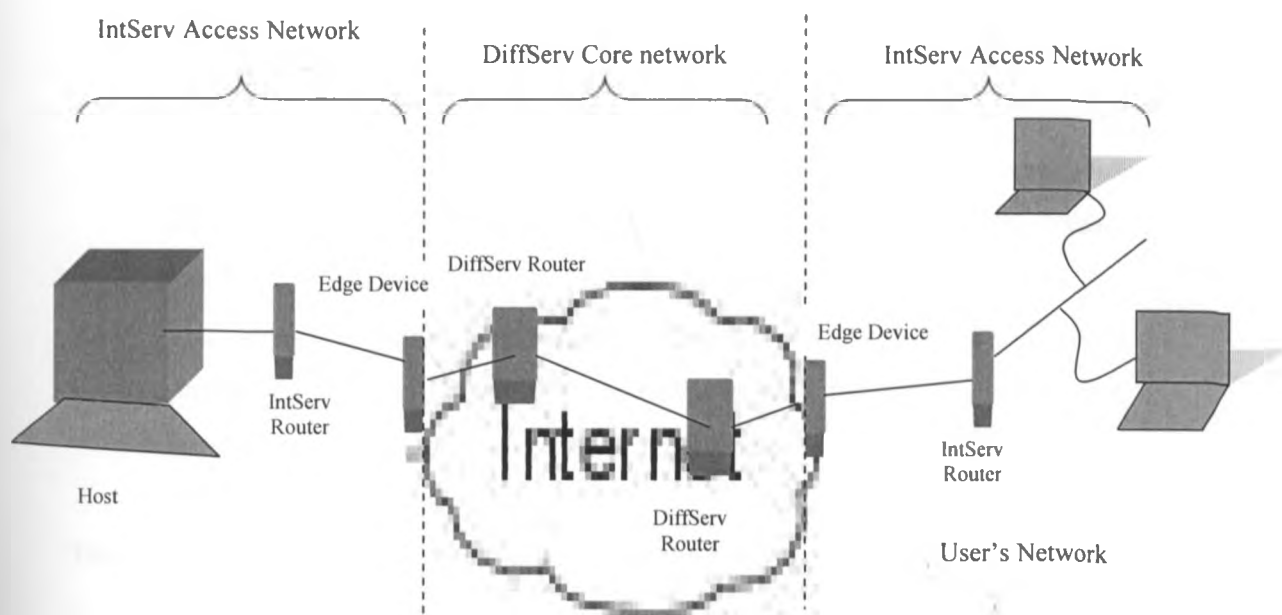 IntServ Access Network
DiffServ Core network
IntServ Access Network
Edge Device
DiffServ Router
Edge Device
IntServ
Router
Internet
IntServ
Router
Host
DiffServ
Router
User's Network